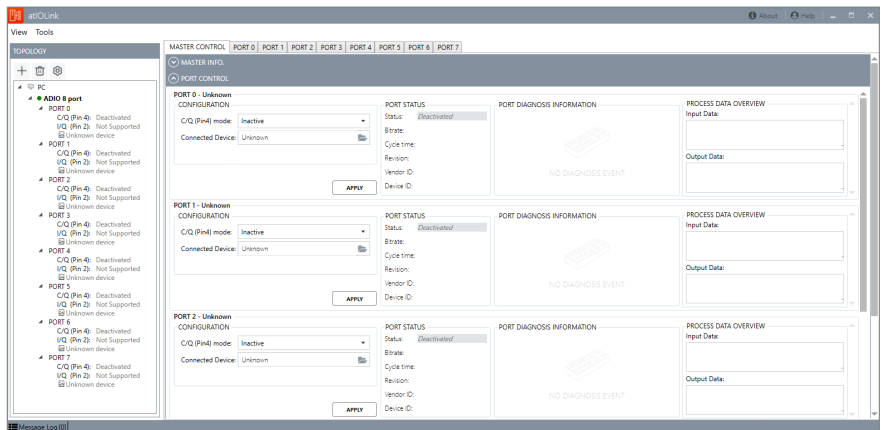 atIOLink
About
Help
View Tools
TOPOLOGY
PC
ADIO 8 port
PORT 0
C/Q (Pin 4): Deactivated
I/Q (Pin 2): Not Supported
Unknown device
PORT 1
C/Q (Pin 4): Deactivated
I/Q (Pin 2): Not Supported
Unknown device
PORT 2
C/Q (Pin 4): Deactivated
I/Q (Pin 2): Not Supported
Unknown device
PORT 3
C/Q (Pin 4): Deactivated
I/Q (Pin 2): Not Supported
Unknown device
PORT 4
C/Q (Pin 4): Deactivated
I/Q (Pin 2): Not Supported
Unknown device
PORT 5
C/Q (Pin 4): Deactivated
I/Q (Pin 2): Not Supported
Unknown device
PORT 6
C/Q (Pin 4): Deactivated
I/Q (Pin 2): Not Supported
Unknown device
PORT 7
C/Q (Pin 4): Deactivated
I/Q (Pin 2): Not Supported
Unknown device
MASTER CONTROL PORT 0 PORT 1 PORT 2 PORT 3 PORT 4 PORT 5 PORT 6 PORT 7
MASTER INFO.
PORT CONTROL
PORT 0 - Unknown
CONFIGURATION
C/Q (Pin4) mode: Inactive
Connected Device: Unknown
APPLY
PORT STATUS
Status: Deactivated
Bitrate:
Cycle time:
Revision:
Vendor ID:
Device ID:
PORT DIAGNOSIS INFORMATION
NO DIAGNOSIS EVENT
PROCESS DATA OVERVIEW
Input Data:
Output Data:
PORT 1 - Unknown
CONFIGURATION
C/Q (Pin4) mode: Inactive
Connected Device: Unknown
APPLY
PORT STATUS
Status: Deactivated
Bitrate:
Cycle time:
Revision:
Vendor ID:
Device ID:
PORT DIAGNOSIS INFORMATION
NO DIAGNOSIS EVENT
PROCESS DATA OVERVIEW
Input Data:
Output Data:
PORT 2 - Unknown
CONFIGURATION
C/Q (Pin4) mode: Inactive
Connected Device: Unknown
APPLY
PORT STATUS
Status: Deactivated
Bitrate:
Cycle time:
Revision:
Vendor ID:
Device ID:
PORT DIAGNOSIS INFORMATION
NO DIAGNOSIS EVENT
PROCESS DATA OVERVIEW
Input Data:
Output Data:
Message Log (0)